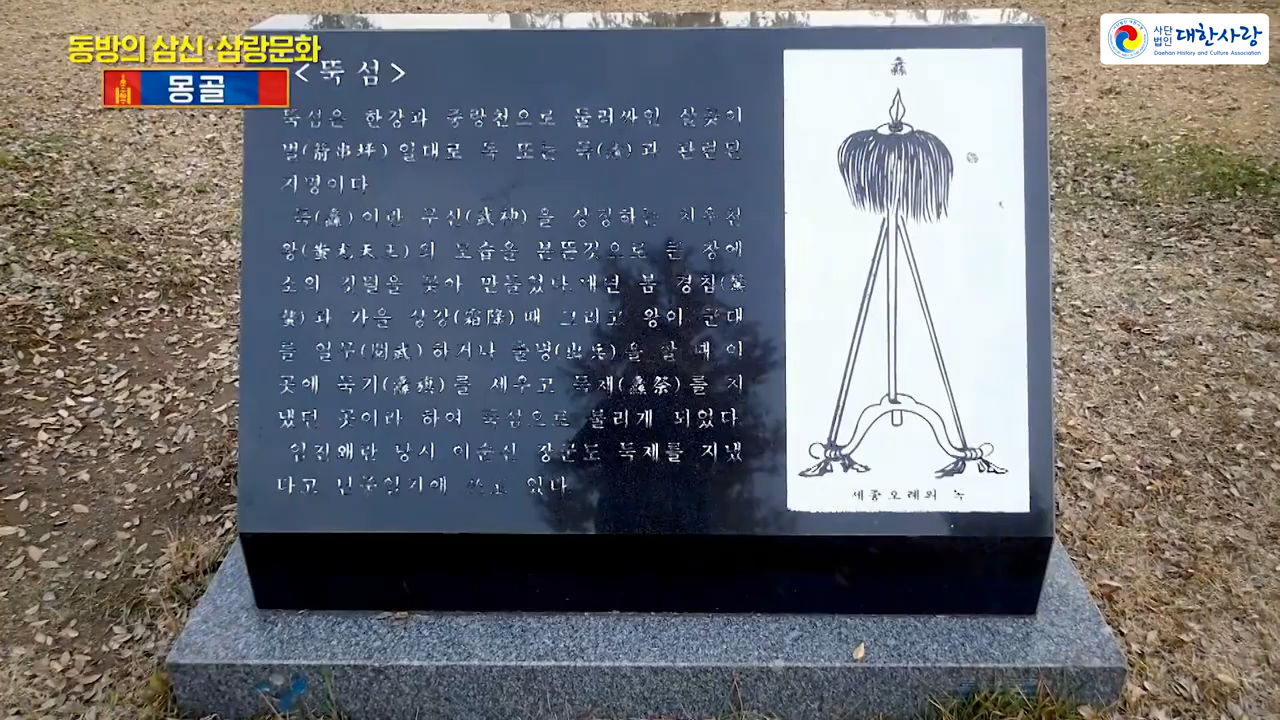 동방의 삼신·삼랑문화
몽골
사단법인 대한사랑
Daehan History and Culture Association
<뚝 섬>
뚝섬은 한강과 중랑천으로 둘러싸인 살곶이
벌(箭串坪) 일대로 둑 또는 둑(纛)과 관련된
지명이다
둑(纛)이란 무신(武神)을 상징하는 치우천
왕(蚩尤天王)의 모습을 본뜬것으로 큰 창에
소의 깃털을 꽂아 만들었다 매년 봄 경칩(驚
蟄)과 가을 상강(霜降)때 그리고 왕이 군대
를 열무(閱武)하거나 출병(出兵)을 할 때 이
곳에 둑기(纛旗)를 세우고 둑제(纛祭)를 지
냈던 곳이라 하여 뚝섬으로 불리게 되었다
임진왜란 당시 이순신 장군도 둑제를 지냈
다고 난중일기에 있다
纛
세종오례의 둑